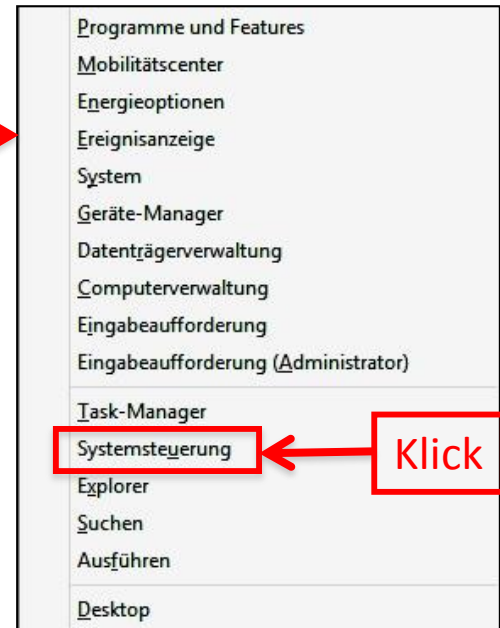 Programme und Features
Mobilitätscenter
Energieoptionen
Ereignisanzeige
System
Geräte-Manager
Datenträgerverwaltung
Computerverwaltung
Eingabeaufforderung
Eingabeaufforderung (Administrator)
Task-Manager
Systemsteuerung
Klick
Explorer
Suchen
Ausführen
Desktop